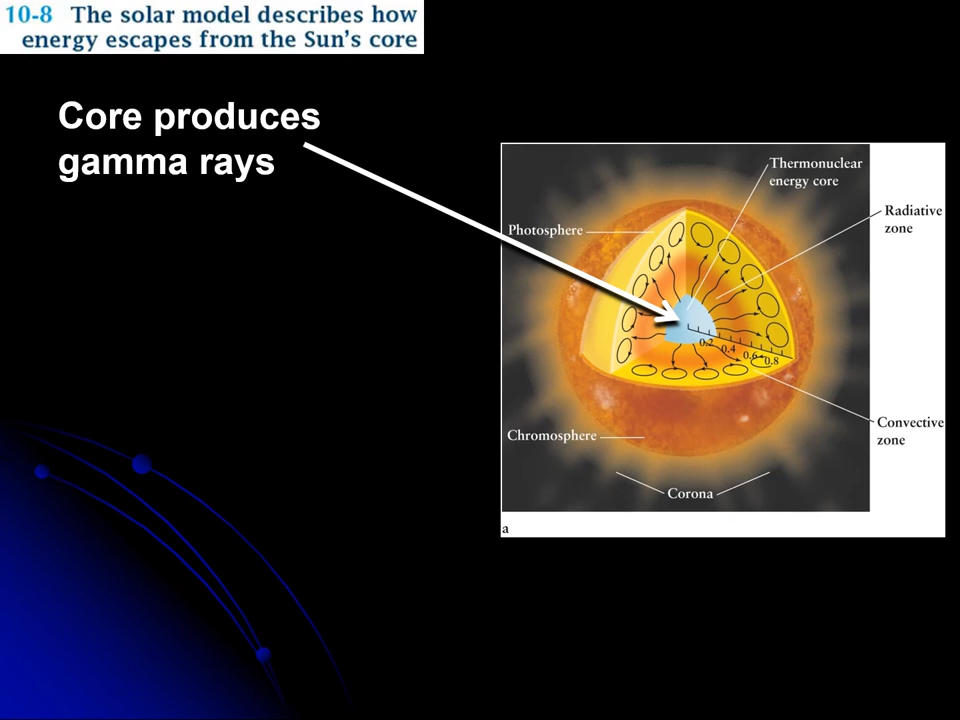 10-8 The solar model describes how
energy escapes from the Sun's core
Core produces
gamma rays
Thermonuclear
energy core
Radiative
zone
Photosphere
0.2
0.4
0.6
0.8
Convective
zone
Chromosphere
Corona
a